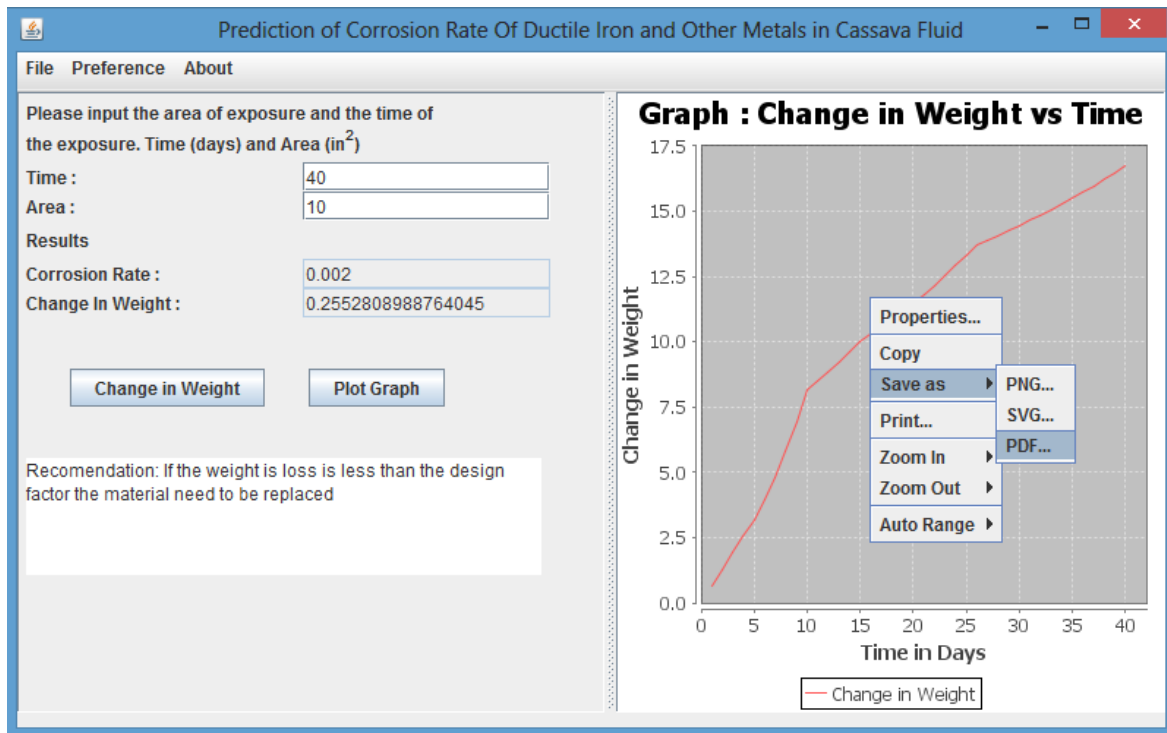 Prediction of Corrosion Rate Of Ductile Iron and Other Metals in Cassava Fluid
File Preference About
Please input the area of exposure and the time of
the exposure. Time (days) and Area (in²)
Time : 40
Area : 10
Results
Corrosion Rate : 0.002
Change In Weight : 0.2552808988764045
Change in Weight Plot Graph
Recomendation: If the weight is loss is less than the design
factor the material need to be replaced
Graph : Change in Weight vs Time
Change in Weight
17.5
15.0
12.5
10.0
7.5
5.0
2.5
0.0
Properties...
Copy
Save as
Print...
Zoom In
Zoom Out
Auto Range
PNG...
SVG...
PDF...
0 5 10 15 20 25 30 35 40
Time in Days
Change in Weight